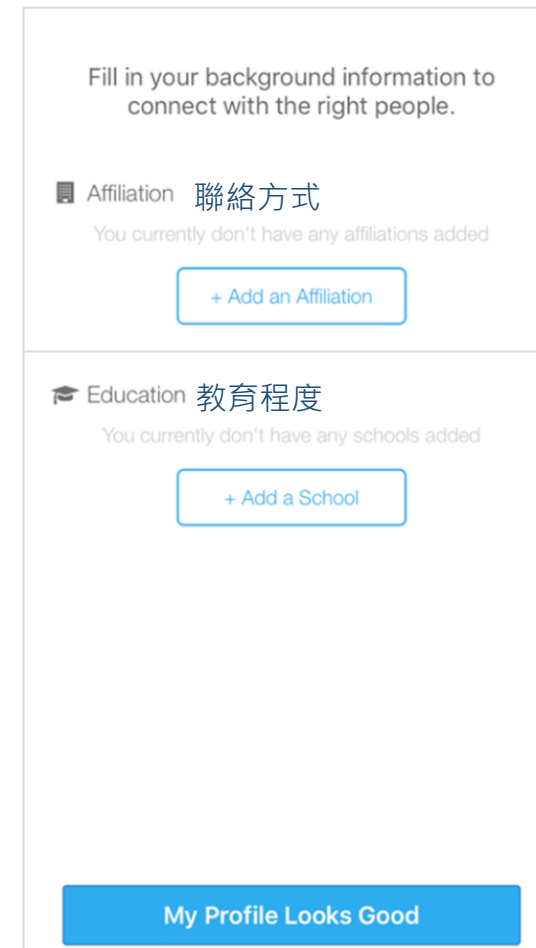 Fill in your background information to
connect with the right people.
Affiliation 聯絡方式
You currently don't have any affiliations added
+ Add an Affiliation
Education 教育程度
You currently don't have any schools added
+ Add a School
My Profile Looks Good